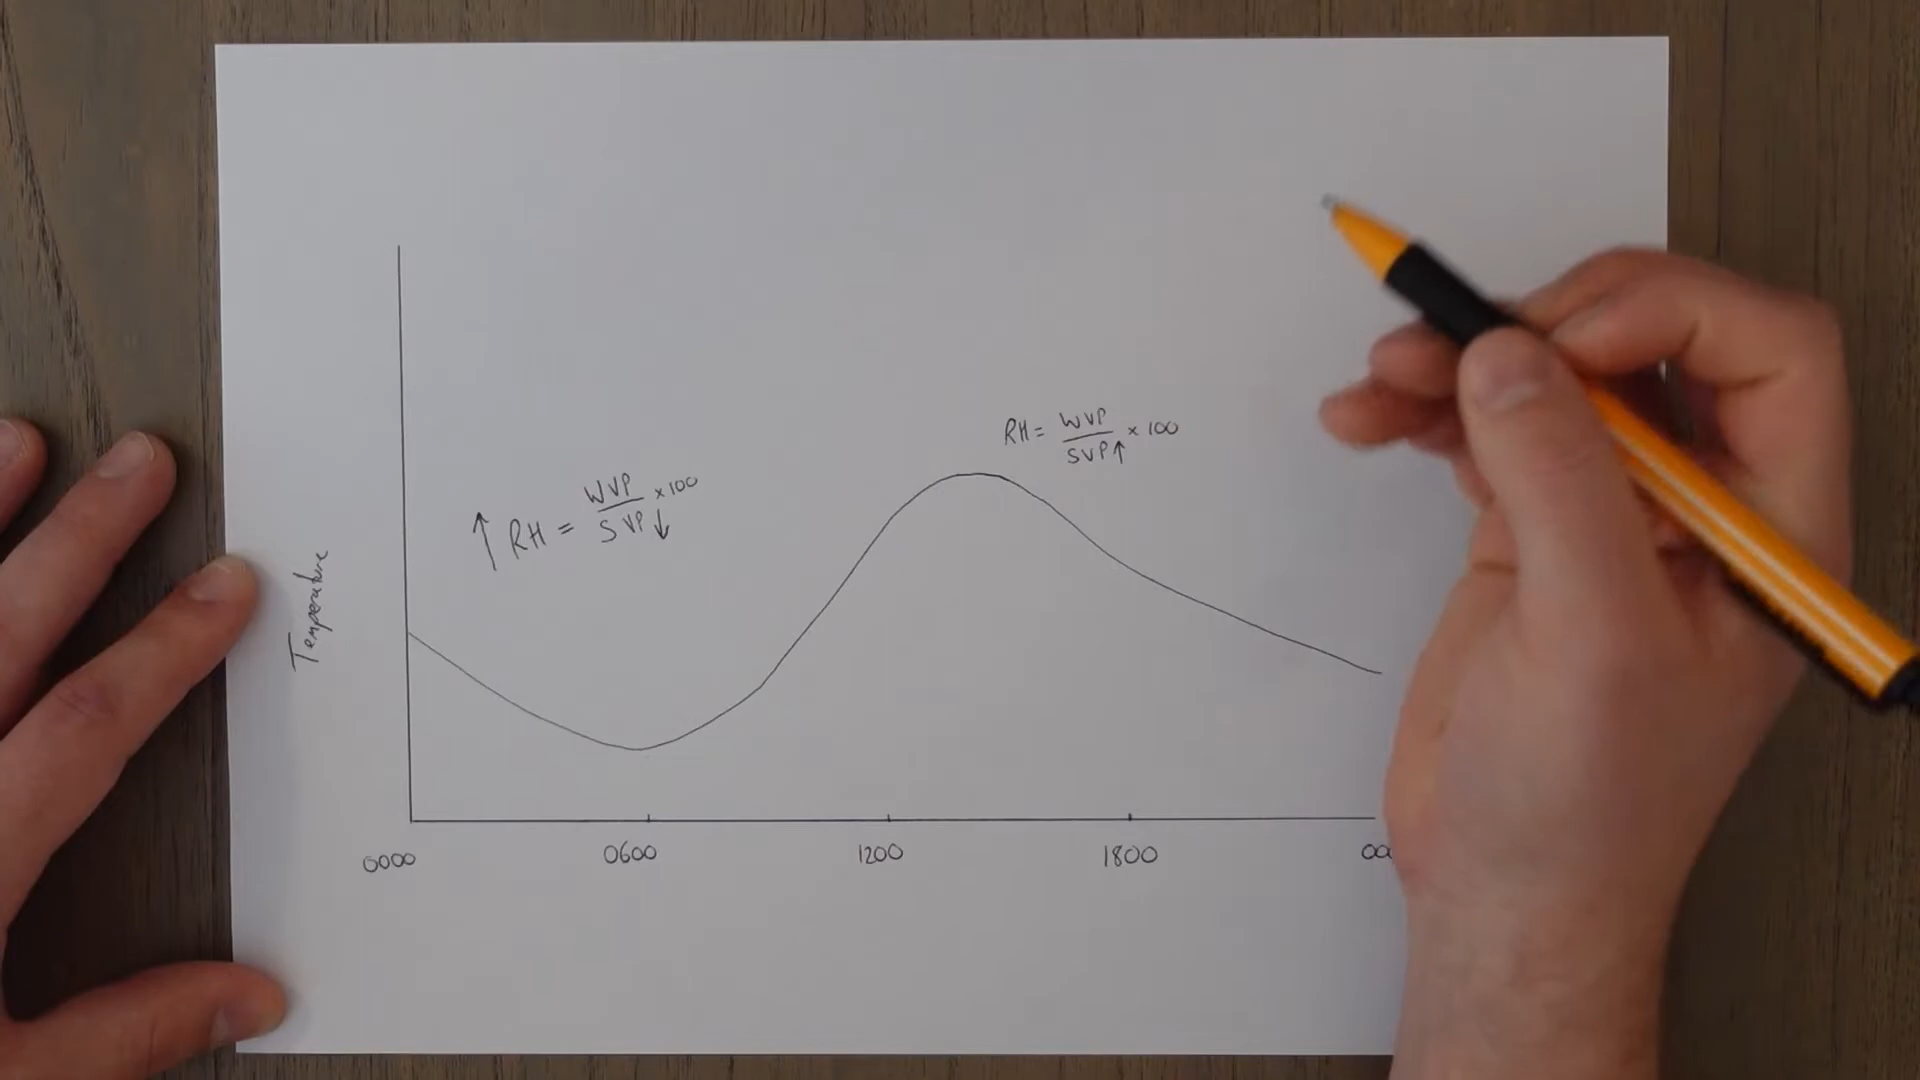 RH = WVP / SVP↑ × 100
↑ RH = WVP / SVP↓ × 100
Temperature
0000 0600 1200 1800 00